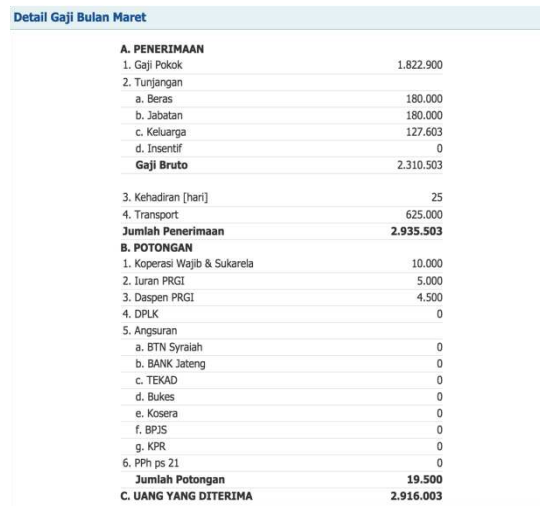 Detail Gaji Bulan Maret
A. PENERIMAAN
1. Gaji Pokok 1.822.900
2. Tunjangan
a. Beras 180.000
b. Jabatan 180.000
c. Keluarga 127.603
d. Insentif 0
Gaji Bruto 2.310.503
3. Kehadiran [hari] 25
4. Transport 625.000
Jumlah Penerimaan 2.935.503
B. POTONGAN
1. Koperasi Wajib & Sukarela 10.000
2. Iuran PRGI 5.000
3. Daspen PRGI 4.500
4. DPLK 0
5. Angsuran
a. BTN Syraiah 0
b. BANK Jateng 0
c. TEKAD 0
d. Bukes 0
e. Kosera 0
f. BPJS 0
g. KPR 0
6. PPh ps 21 0
Jumlah Potongan 19.500
C. UANG YANG DITERIMA 2.916.003